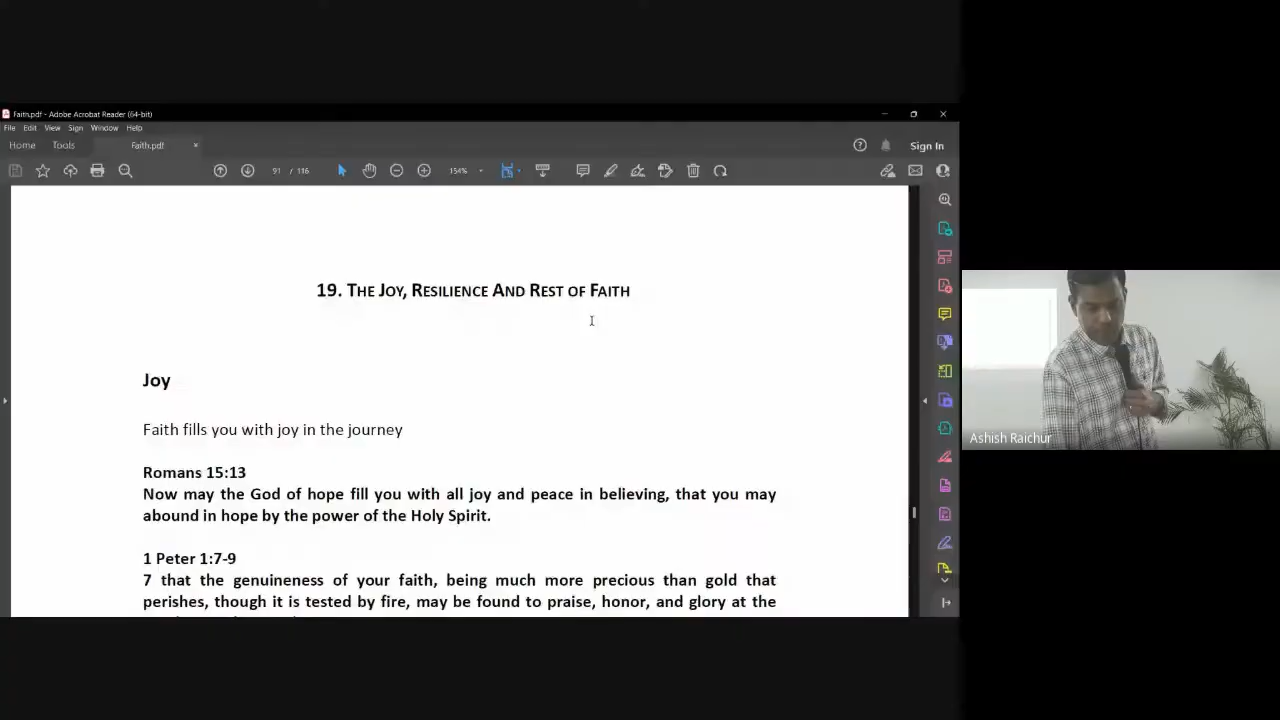 Faith.pdf - Adobe Acrobat Reader (64-bit)
File Edit View Sign Window Help
Home Tools Faith.pdf × Sign In
91 / 116 154%
19. THE JOY, RESILIENCE AND REST OF FAITH
Joy
Faith fills you with joy in the journey
Romans 15:13
Now may the God of hope fill you with all joy and peace in believing, that you may
abound in hope by the power of the Holy Spirit.
1 Peter 1:7-9
7 that the genuineness of your faith, being much more precious than gold that
perishes, though it is tested by fire, may be found to praise, honor, and glory at the
Ashish Raichur